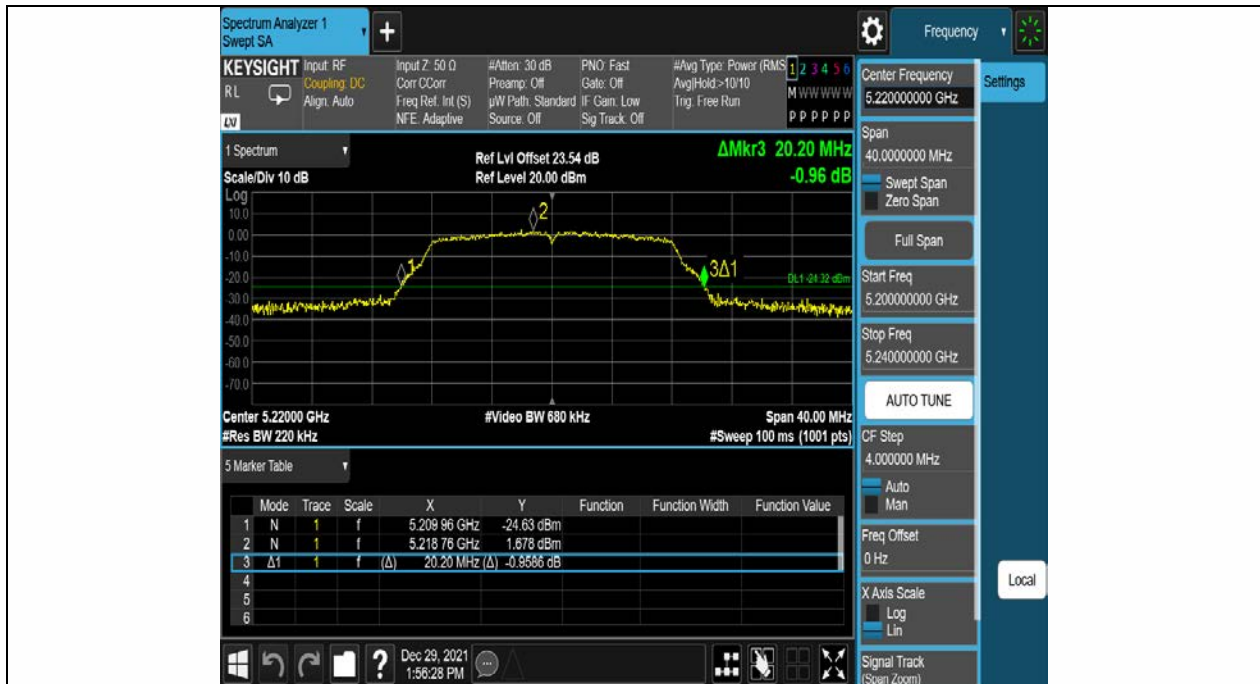 Spectrum Analyzer 1
Swept SA
Frequency
KEYSIGHT
RL
LXI
Input: RF
Coupling: DC
Align: Auto
Input Z: 50 Ω
Corr CCorr
Freq Ref: Int (S)
NFE: Adaptive
#Atten: 30 dB
Preamp: Off
µW Path: Standard
Source: Off
PNO: Fast
Gate: Off
IF Gain: Low
Sig Track: Off
#Avg Type: Power (RMS
Avg|Hold:>10/10
Trig: Free Run
1 2 3 4 5 6
M W W W W W
P P P P P P
1 Spectrum
Scale/Div 10 dB
Ref Lvl Offset 23.54 dB
Ref Level 20.00 dBm
ΔMkr3 20.20 MHz
-0.96 dB
Log
10.0
0.00
-10.0
-20.0
-30.0
-40.0
-50.0
-60.0
-70.0
1
2
3Δ1
DL1 -24.32 dBm
Center 5.22000 GHz
#Video BW 680 kHz
Span 40.00 MHz
#Res BW 220 kHz
#Sweep 100 ms (1001 pts)
5 Marker Table
Mode Trace Scale X Y Function Function Width Function Value
1 N 1 f 5.209 96 GHz -24.63 dBm
2 N 1 f 5.218 76 GHz 1.678 dBm
3 Δ1 1 f (Δ) 20.20 MHz (Δ) -0.9586 dB
4
5
6
Dec 29, 2021
1:56:28 PM
Center Frequency
5.220000000 GHz
Settings
Span
40.0000000 MHz
Swept Span
Zero Span
Full Span
Start Freq
5.200000000 GHz
Stop Freq
5.240000000 GHz
AUTO TUNE
CF Step
4.000000 MHz
Auto
Man
Freq Offset
0 Hz
X Axis Scale
Log
Lin
Signal Track
(Span Zoom)
Local